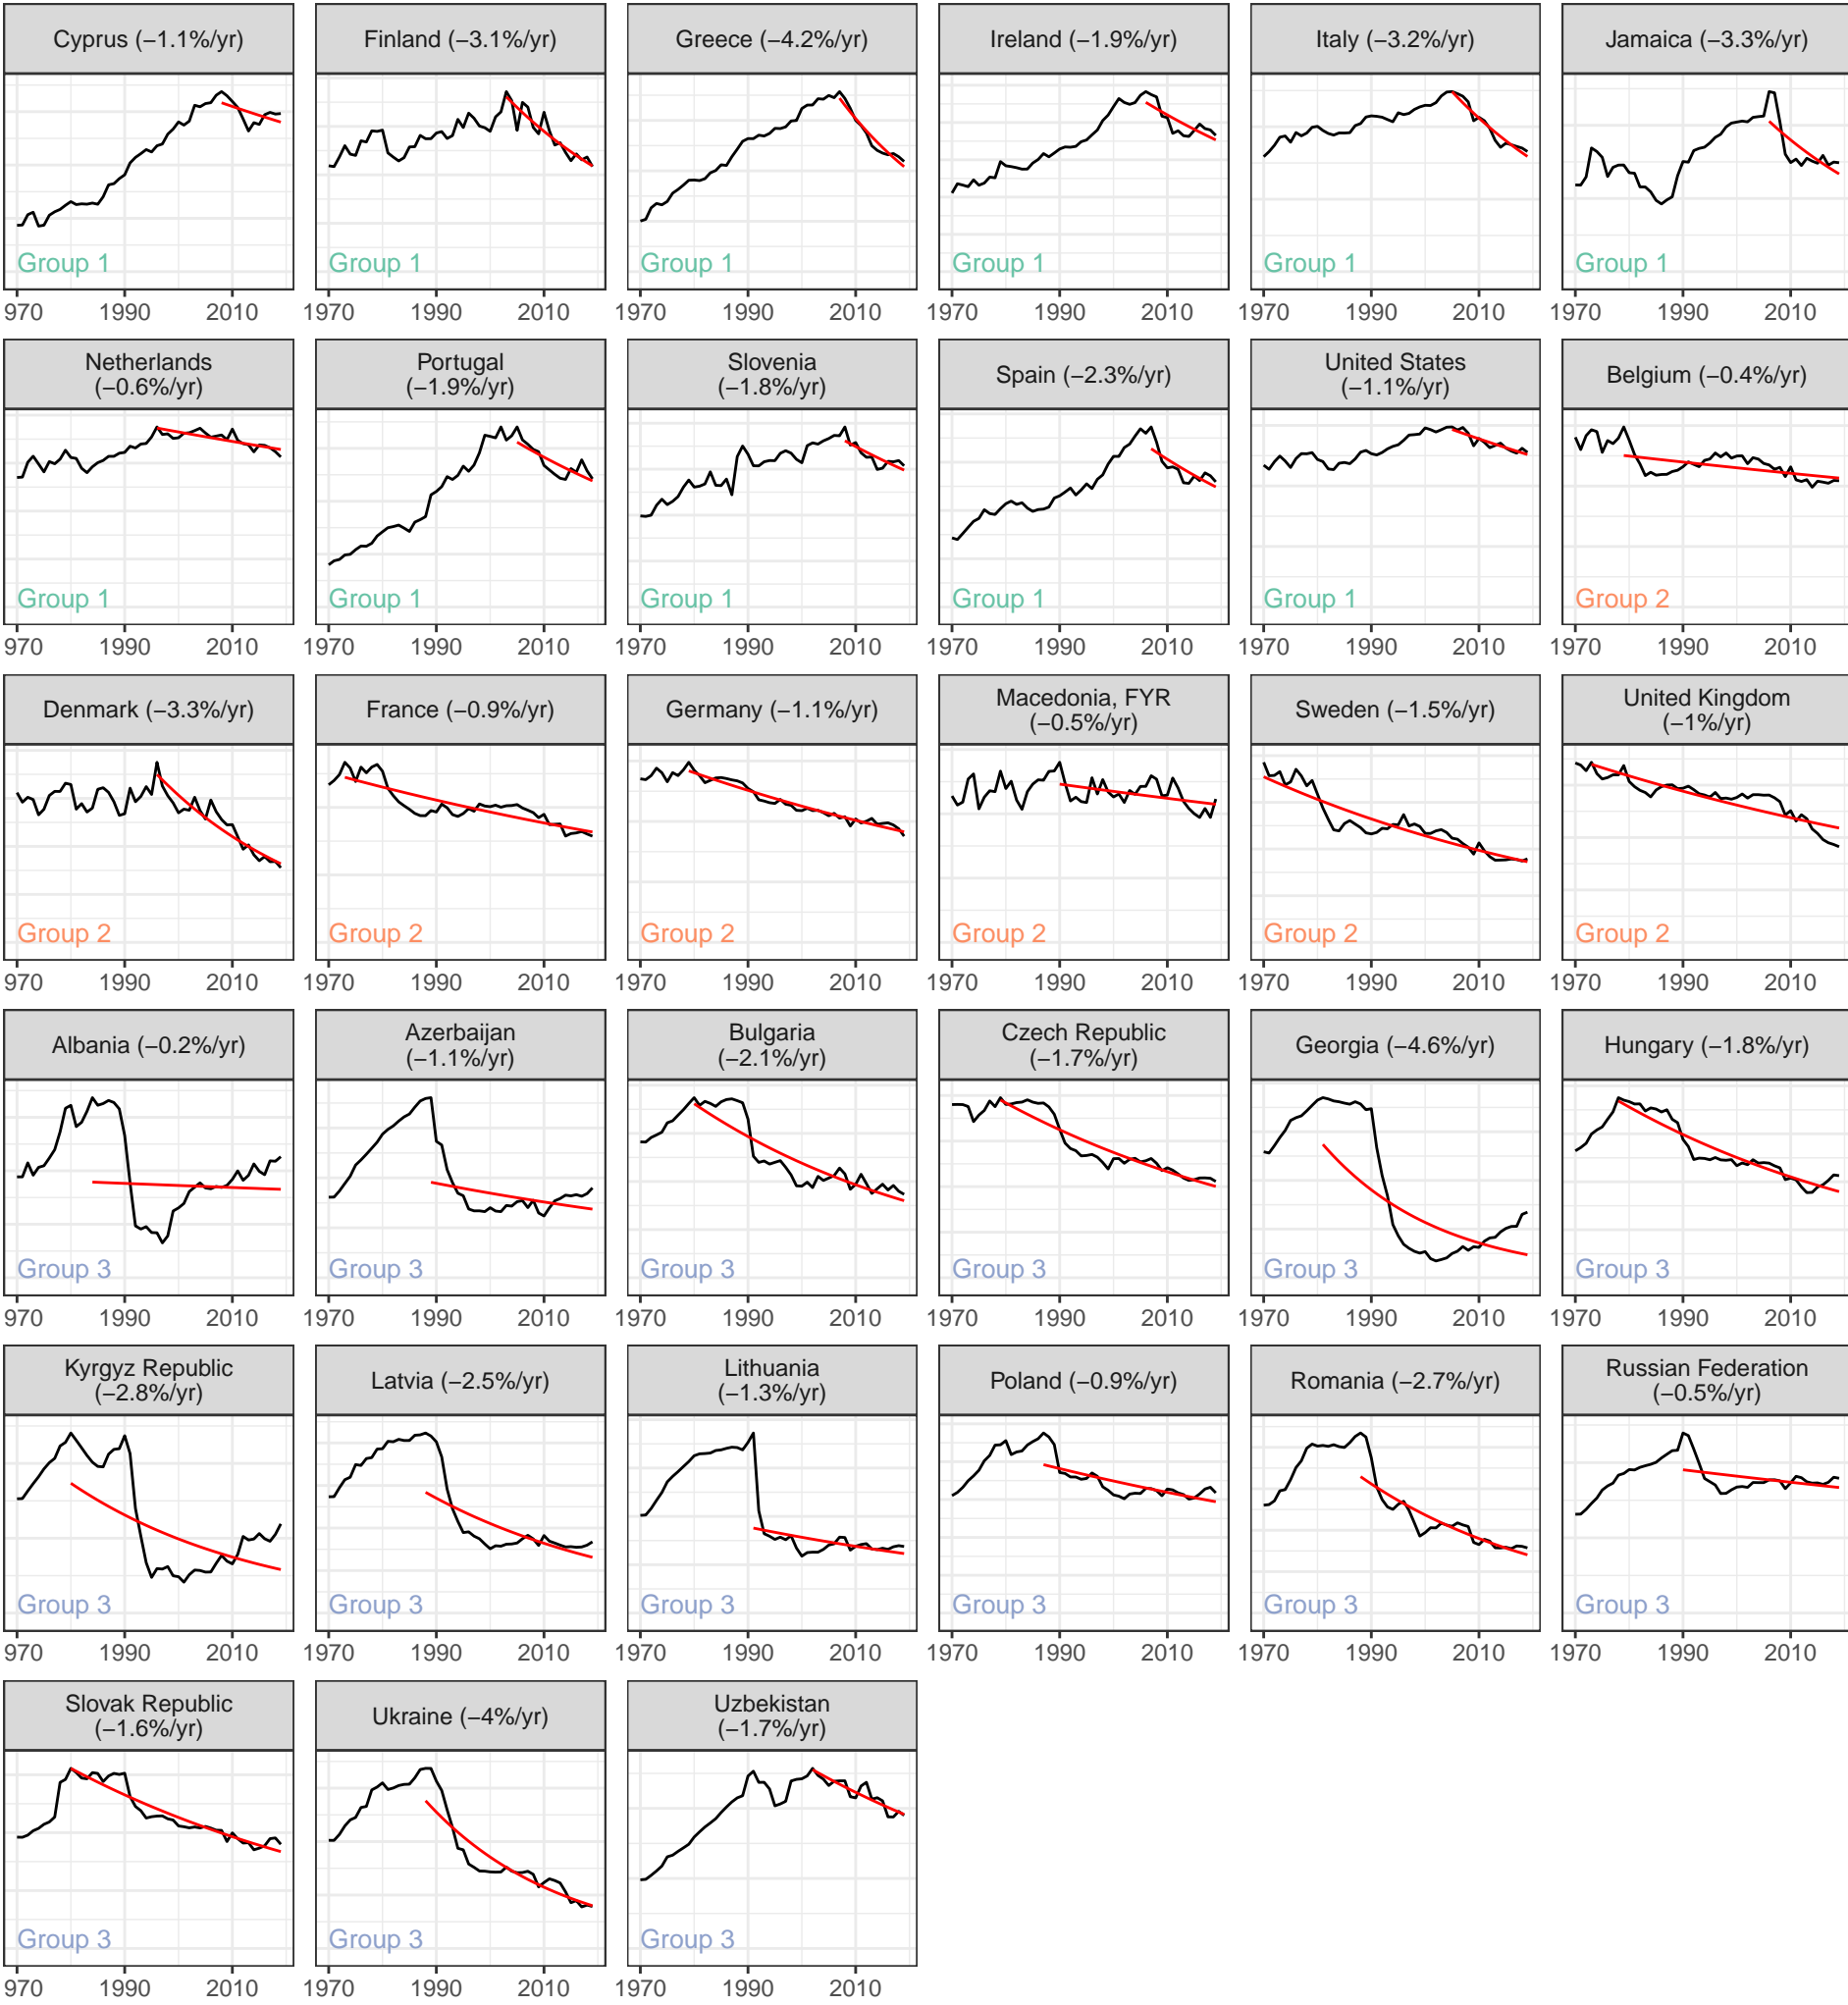 Cyprus (−1.1%/yr) Finland (−3.1%/yr) Greece (−4.2%/yr) Ireland (−1.9%/yr) Italy (−3.2%/yr) Jamaica (−3.3%/yr)
Group 1 Group 1 Group 1 Group 1 Group 1 Group 1
970 1990 2010 1970 1990 2010 1970 1990 2010 1970 1990 2010 1970 1990 2010 1970 1990 2010
Netherlands Portugal Slovenia Spain (−2.3%/yr) United States Belgium (−0.4%/yr)
(−0.6%/yr) (−1.9%/yr) (−1.8%/yr) (−1.1%/yr)
Group 1 Group 1 Group 1 Group 1 Group 1 Group 2
970 1990 2010 1970 1990 2010 1970 1990 2010 1970 1990 2010 1970 1990 2010 1970 1990 2010
Denmark (−3.3%/yr) France (−0.9%/yr) Germany (−1.1%/yr) Macedonia, FYR Sweden (−1.5%/yr) United Kingdom
(−0.5%/yr) (−1%/yr)
Group 2 Group 2 Group 2 Group 2 Group 2 Group 2
970 1990 2010 1970 1990 2010 1970 1990 2010 1970 1990 2010 1970 1990 2010 1970 1990 2010
Albania (−0.2%/yr) Azerbaijan Bulgaria Czech Republic Georgia (−4.6%/yr) Hungary (−1.8%/yr)
(−1.1%/yr) (−2.1%/yr) (−1.7%/yr)
Group 3 Group 3 Group 3 Group 3 Group 3 Group 3
970 1990 2010 1970 1990 2010 1970 1990 2010 1970 1990 2010 1970 1990 2010 1970 1990 2010
Kyrgyz Republic Latvia (−2.5%/yr) Lithuania Poland (−0.9%/yr) Romania (−2.7%/yr) Russian Federation
(−2.8%/yr) (−1.3%/yr) (−0.5%/yr)
Group 3 Group 3 Group 3 Group 3 Group 3 Group 3
970 1990 2010 1970 1990 2010 1970 1990 2010 1970 1990 2010 1970 1990 2010 1970 1990 2010
Slovak Republic Ukraine (−4%/yr) Uzbekistan
(−1.6%/yr) (−1.7%/yr)
Group 3 Group 3 Group 3
970 1990 2010 1970 1990 2010 1970 1990 2010